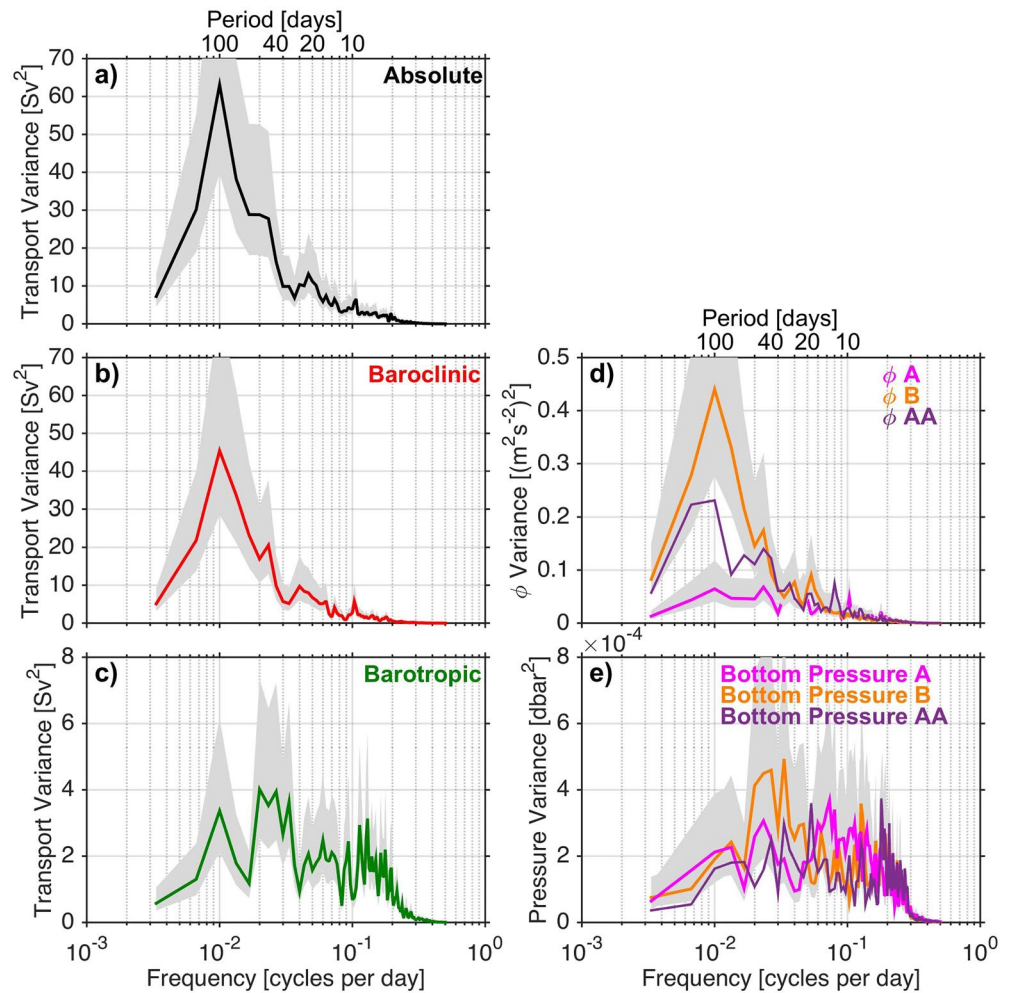 Period [days]
100 40 20 10
a) Absolute
Transport Variance [Sv²]
70
60
50
40
30
20
10
0
b) Baroclinic
Transport Variance [Sv²]
70
60
50
40
30
20
10
0
c) Barotropic
Transport Variance [Sv²]
8
6
4
2
0
10⁻³ 10⁻² 10⁻¹ 10⁰
Frequency [cycles per day]
Period [days]
100 40 20 10
d)
ϕ A
ϕ B
ϕ AA
ϕ Variance [(m²s⁻²)²]
0.5
0.4
0.3
0.2
0.1
0
×10⁻⁴
e)
Bottom Pressure A
Bottom Pressure B
Bottom Pressure AA
Pressure Variance [dbar²]
8
6
4
2
0
10⁻³ 10⁻² 10⁻¹ 10⁰
Frequency [cycles per day]